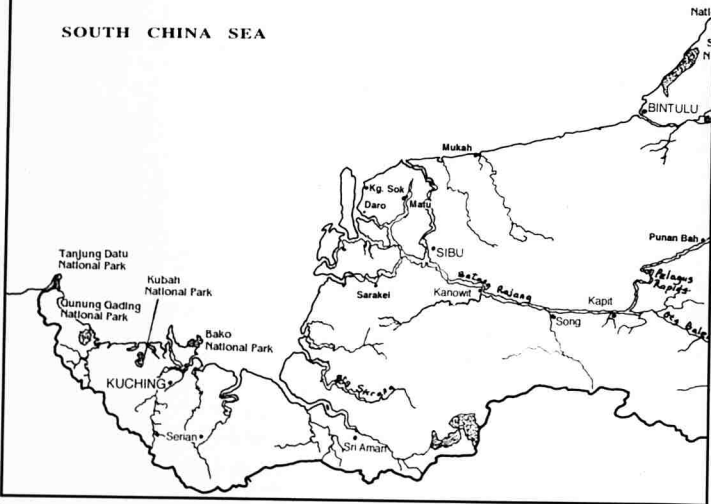 Nati
SOUTH CHINA SEA
S
N
BINTULU
Mukah
Kg. Sok
Daro
Matu
Punan Bah
SIBU
Tanjung Datu
National Park
Kubah
National Park
Pelagus
Rapids
Batang Rajang
Gunung Gading
National Park
Sarakei
Kanowit
Kapit
Song
Bako
National Park
KUCHING
Serian
Sri Aman